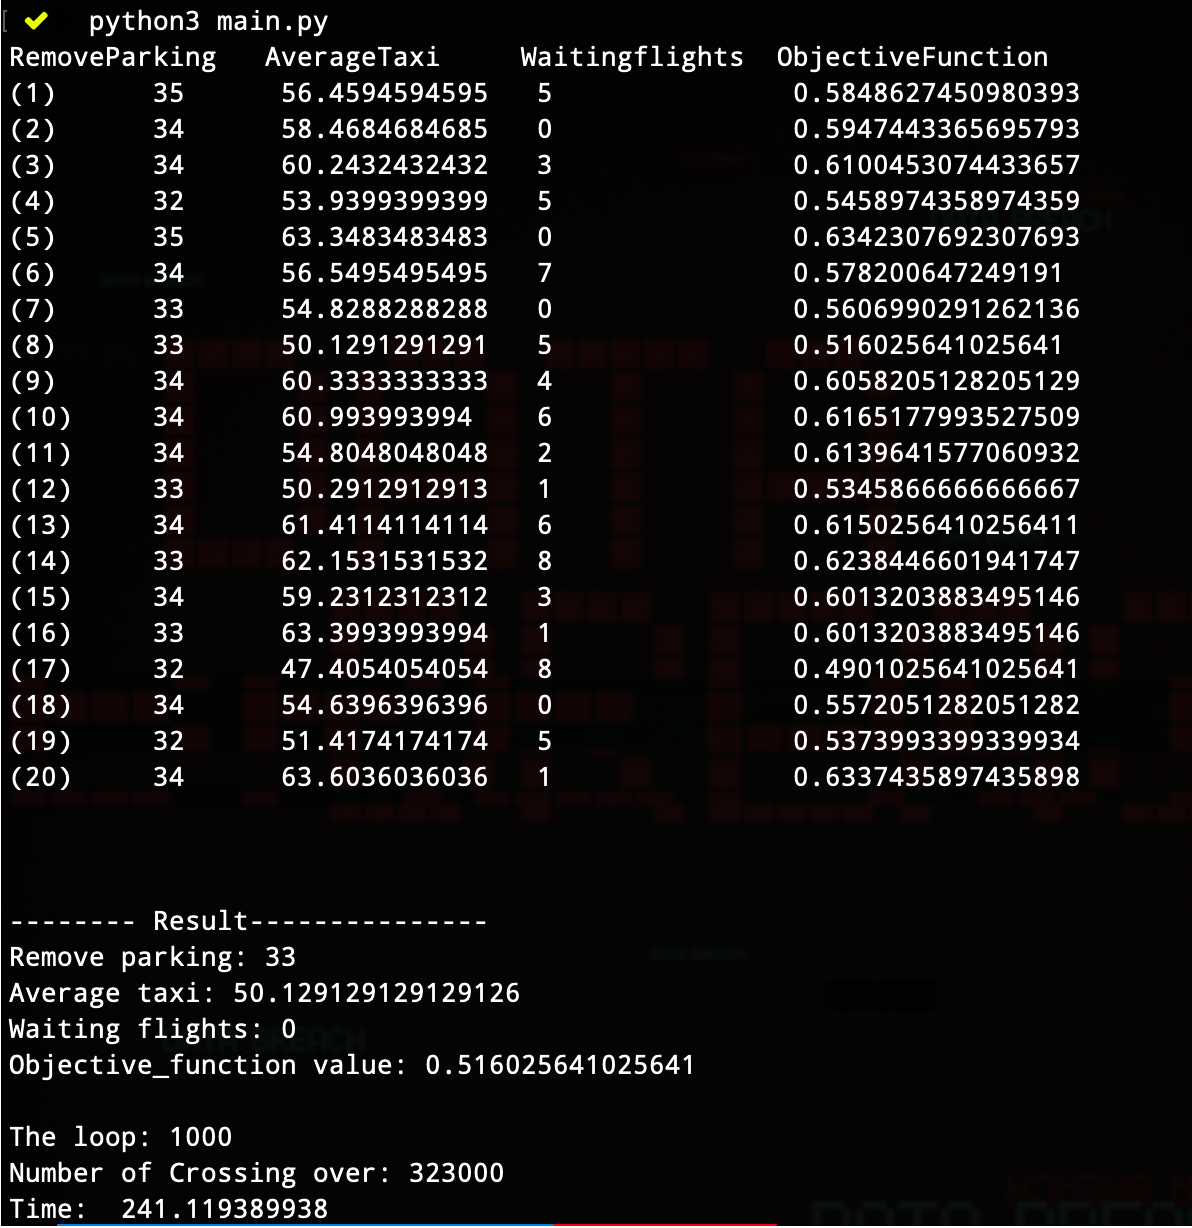 ✔ python3 main.py
RemoveParking AverageTaxi Waitingflights ObjectiveFunction
(1) 35 56.4594594595 5 0.5848627450980393
(2) 34 58.4684684685 0 0.5947443365695793
(3) 34 60.2432432432 3 0.6100453074433657
(4) 32 53.9399399399 5 0.5458974358974359
(5) 35 63.3483483483 0 0.6342307692307693
(6) 34 56.5495495495 7 0.578200647249191
(7) 33 54.8288288288 0 0.5606990291262136
(8) 33 50.1291291291 5 0.516025641025641
(9) 34 60.3333333333 4 0.6058205128205129
(10) 34 60.993993994 6 0.6165177993527509
(11) 34 54.8048048048 2 0.6139641577060932
(12) 33 50.2912912913 1 0.5345866666666667
(13) 34 61.4114114114 6 0.6150256410256411
(14) 33 62.1531531532 8 0.6238446601941747
(15) 34 59.2312312312 3 0.6013203883495146
(16) 33 63.3993993994 1 0.6013203883495146
(17) 32 47.4054054054 8 0.4901025641025641
(18) 34 54.6396396396 0 0.5572051282051282
(19) 32 51.4174174174 5 0.5373993399339934
(20) 34 63.6036036036 1 0.6337435897435898
-------- Result---------------
Remove parking: 33
Average taxi: 50.129129129129126
Waiting flights: 0
Objective_function value: 0.516025641025641
The loop: 1000
Number of Crossing over: 323000
Time: 241.119389938